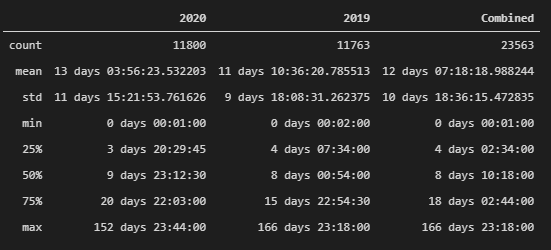 2020 2019 Combined
count 11800 11763 23563
mean 13 days 03:56:23.532203 11 days 10:36:20.785513 12 days 07:18:18.988244
std 11 days 15:21:53.761626 9 days 18:08:31.262375 10 days 18:36:15.472835
min 0 days 00:01:00 0 days 00:02:00 0 days 00:01:00
25% 3 days 20:29:45 4 days 07:34:00 4 days 02:34:00
50% 9 days 23:12:30 8 days 00:54:00 8 days 10:18:00
75% 20 days 22:03:00 15 days 22:54:30 18 days 02:44:00
max 152 days 23:44:00 166 days 23:18:00 166 days 23:18:00